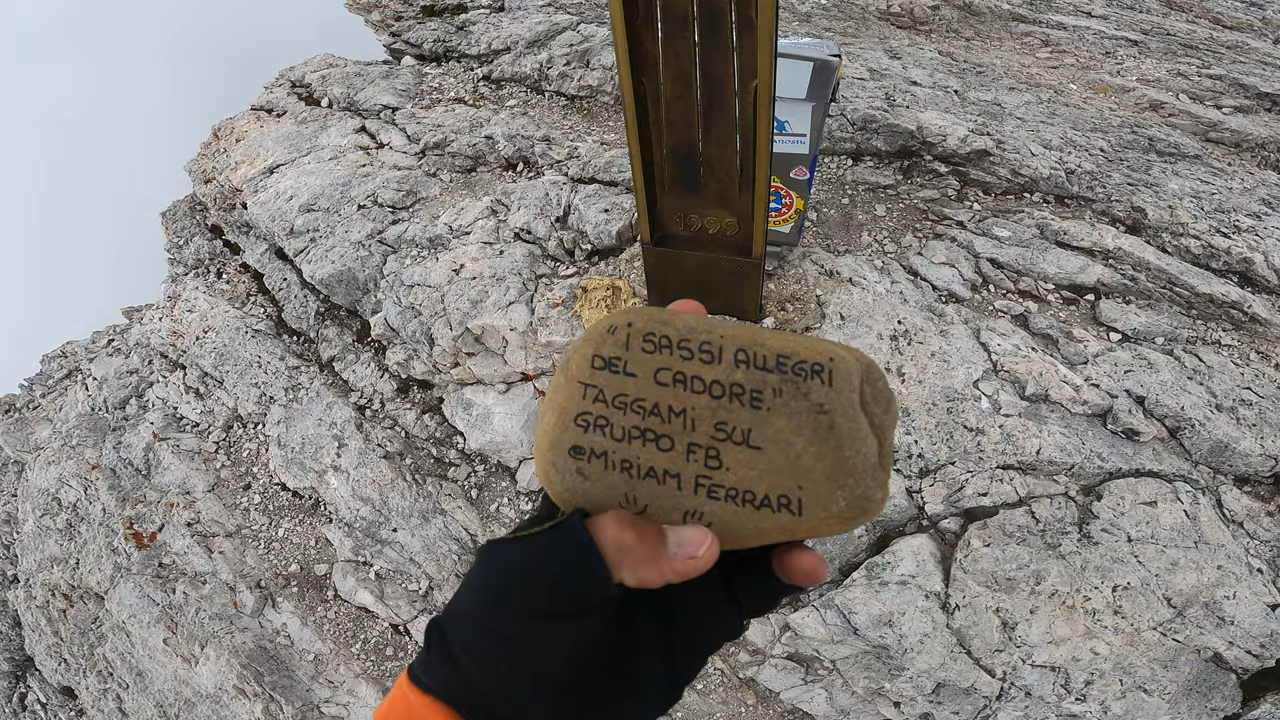 1999
"i SASSi ALLEGRi
DEL CADORE."
TAGGAMi SUL
GRUPPO F.B.
@MiRiAM FERRARi